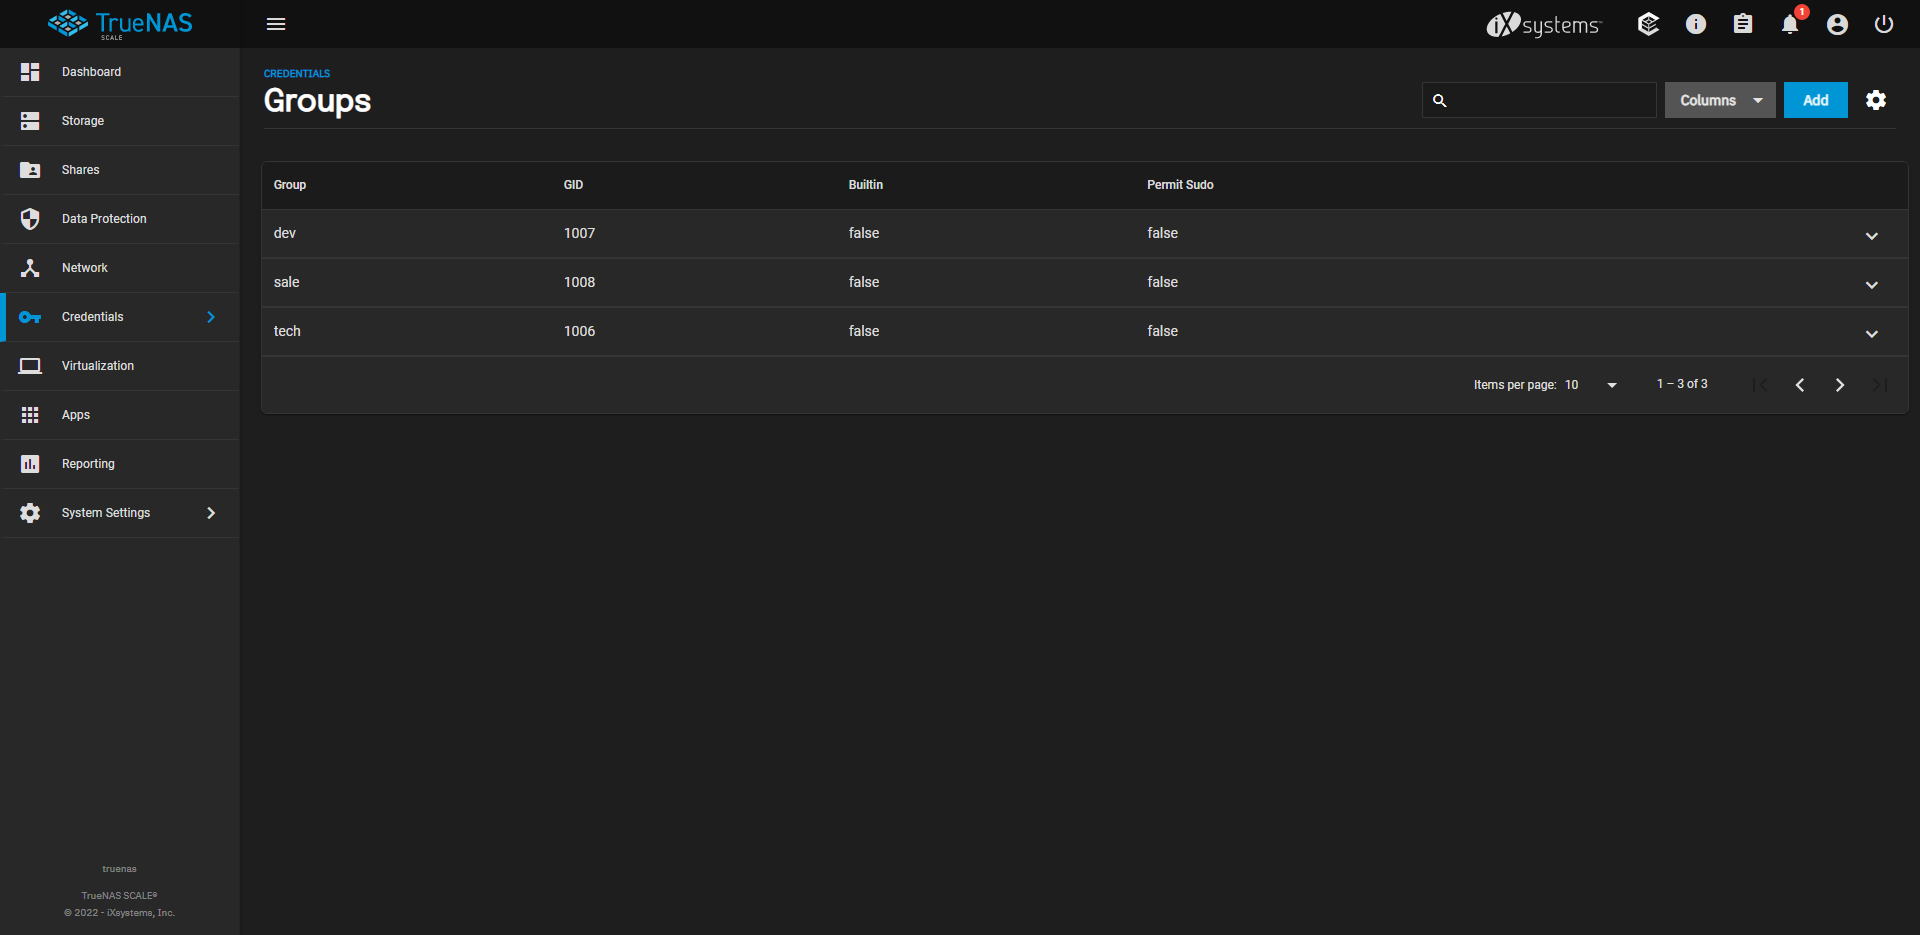 TrueNAS
SCALE
iXsystems™
1
Dashboard
Storage
Shares
Data Protection
Network
Credentials
Virtualization
Apps
Reporting
System Settings
truenas
TrueNAS SCALE®
© 2022 - iXsystems, Inc.
CREDENTIALS
Groups
Columns
Add
Group GID Builtin Permit Sudo
dev 1007 false false
sale 1008 false false
tech 1006 false false
Items per page: 10 1 – 3 of 3